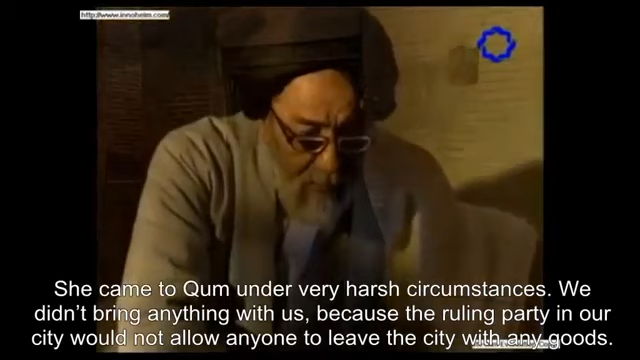 http://www.innoheim.com/
She came to Qum under very harsh circumstances. We
didn't bring anything with us, because the ruling party in our
city would not allow anyone to leave the city with any goods.